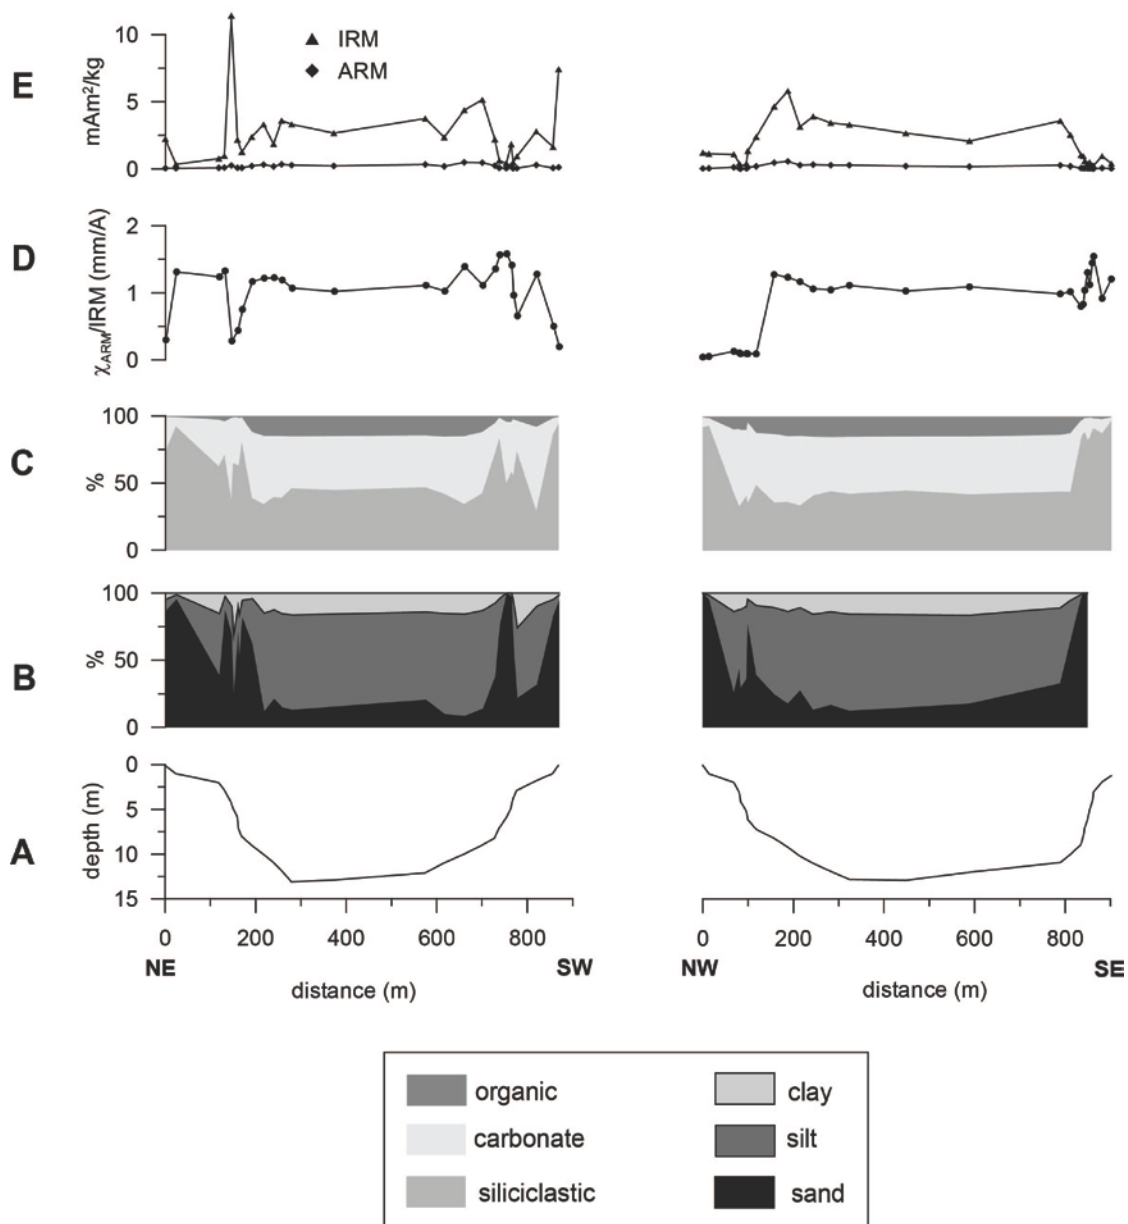 E
mAm²/kg
10
5
0
IRM
ARM
D
χARM/IRM (mm/A)
2
1
0
C
%
100
50
0
B
%
100
50
0
A
depth (m)
0
5
10
15
0 200 400 600 800
NE SW
distance (m)
0 200 400 600 800
NW SE
distance (m)
organic clay
carbonate silt
siliciclastic sand